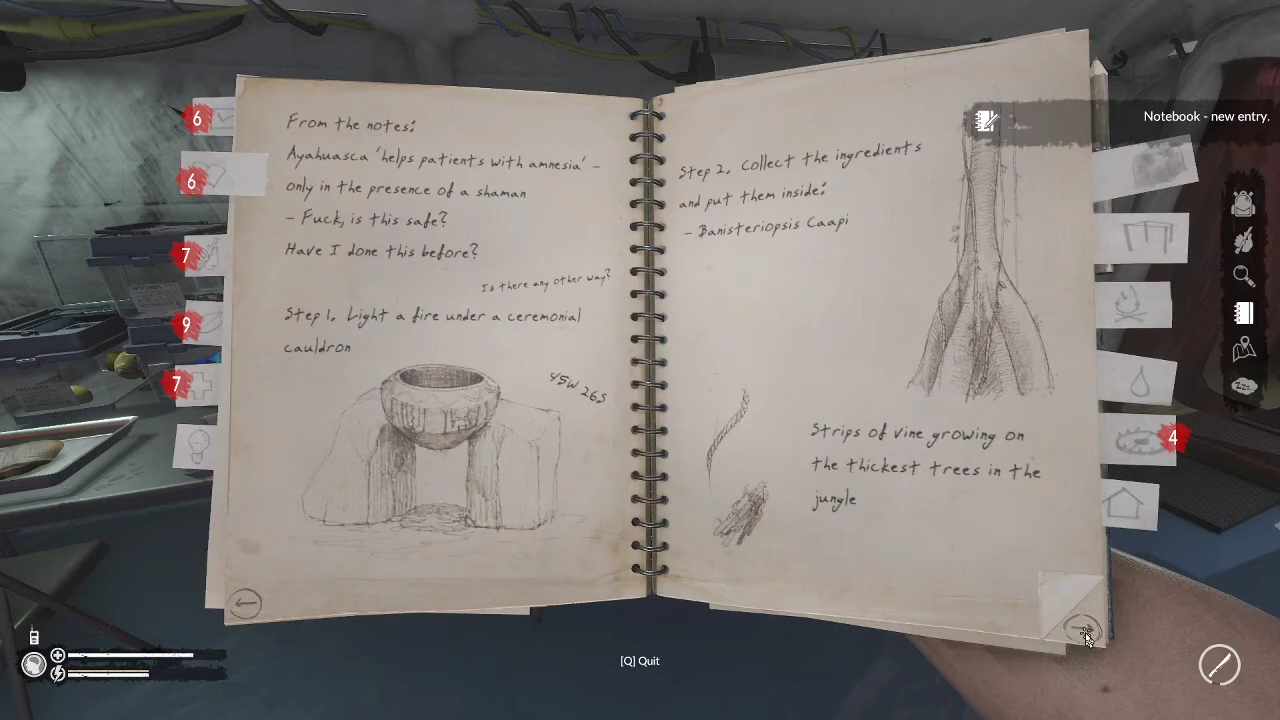 From the notes:
Ayahuasca 'helps patients with amnesia' –
only in the presence of a shaman
– Fuck, is this safe?
Have I done this before?
Is there any other way?
Step 1. Light a fire under a ceremonial
cauldron
45W 26S
Step 2. Collect the ingredients
and put them inside:
– Banisteriopsis Caapi
Strips of vine growing on
the thickest trees in the
jungle
Notebook - new entry.
6
6
7
9
7
4
[Q] Quit
zzz